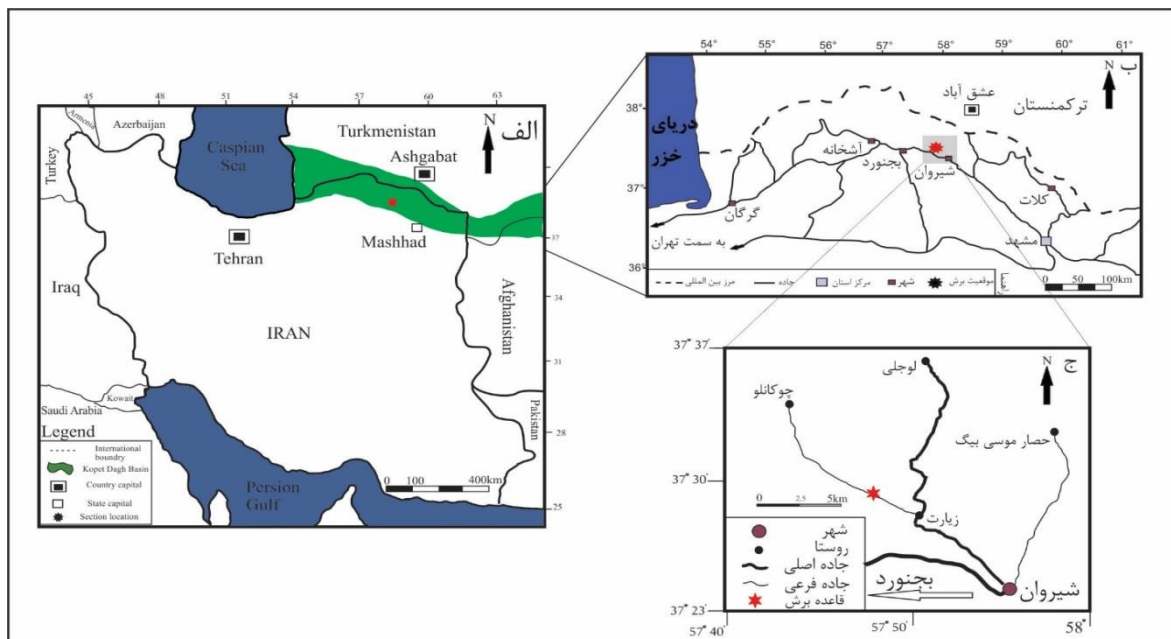 45 48 51 54 57 60 63
Armenia
Azerbaijan
Turkey
Caspian
Sea
Turkmenistan
N
الف
Ashgabat
Mashhad
37
Tehran
Iraq
IRAN
Afghanistan
34
31
Kowait
Saudi Arabia
Pakistan
28
Legend
International
boundry
Kopet Dagh Basin
Country capital
State capital
Section location
Persion
Gulf
0 100 400km
25
54° 55° 56° 57° 58° 59° 60° 61°
N
ب
38°
37°
36°
عشق آباد
ترکمنستان
دریای
خزر
آشخانه
بجنورد
شیروان
کلات
گرگان
مشهد
به سمت تهران
راهنما
موقعیت برش
شهر
مرکز استان
جاده
مرز بین المللی
0 50 100km
37° 37'
ج
N
لوجلی
چوکانلو
حصار موسی بیگ
37° 30'
0 2.5 5km
زیارت
شهر
روستا
جاده اصلی
جاده فرعی
قاعده برش
بجنورد
شیروان
37° 23'
57° 40' 57° 50' 58°